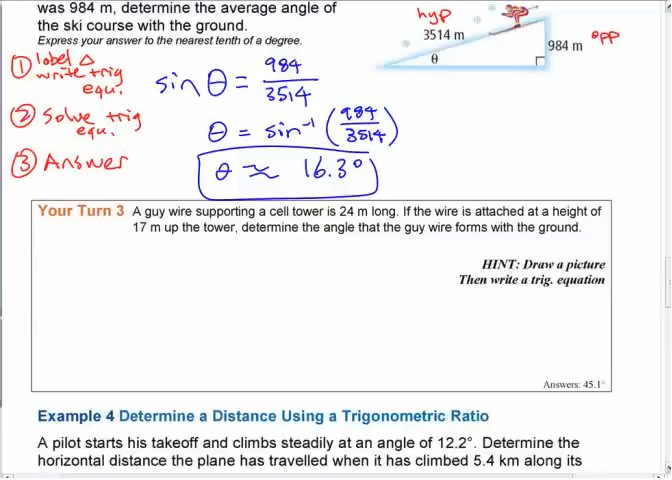 was 984 m, determine the average angle of
the ski course with the ground.
Express your answer to the nearest tenth of a degree.
hyp
3514 m
984 m opp
θ
① label △
write trig
equ.
sin θ = 984/3514
② Solve trig
equ.
θ = sin⁻¹ (984/3514)
③ Answer
θ ≈ 16.3°
Your Turn 3 A guy wire supporting a cell tower is 24 m long. If the wire is attached at a height of
17 m up the tower, determine the angle that the guy wire forms with the ground.
HINT: Draw a picture
Then write a trig. equation
Answers: 45.1°
Example 4 Determine a Distance Using a Trigonometric Ratio
A pilot starts his takeoff and climbs steadily at an angle of 12.2°. Determine the
horizontal distance the plane has travelled when it has climbed 5.4 km along its